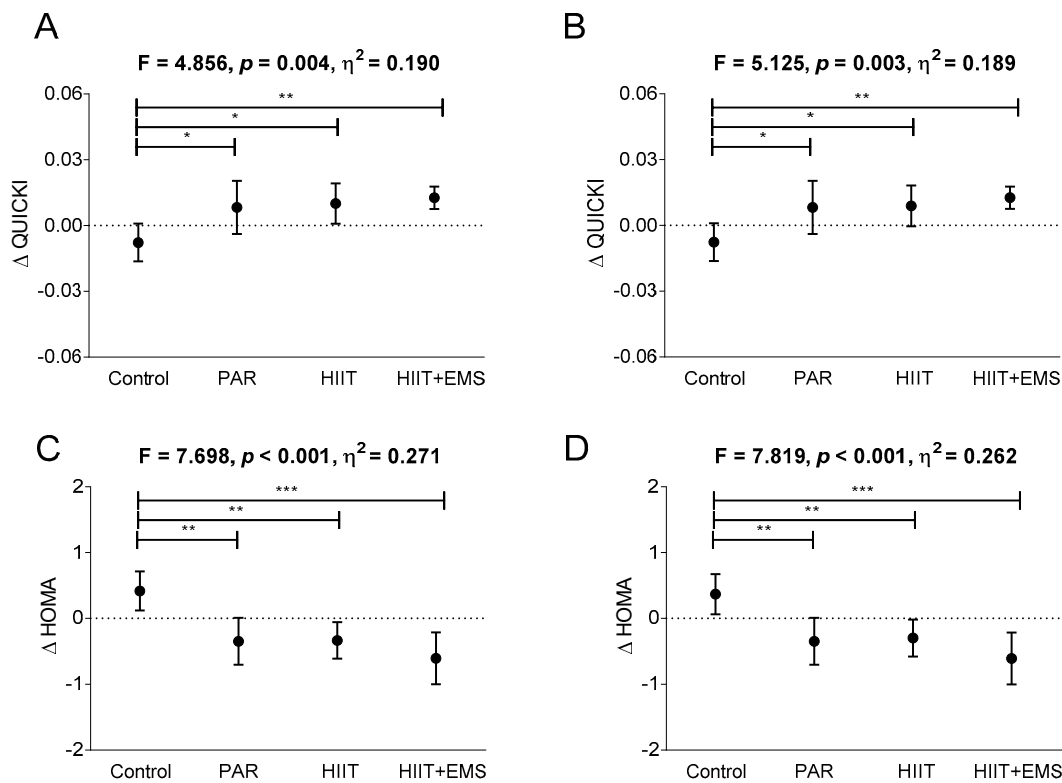 A
F = 4.856, p = 0.004, η² = 0.190
0.06
0.03
0.00
-0.03
-0.06
Δ QUICKI
**
*
*
Control PAR HIIT HIIT+EMS
B
F = 5.125, p = 0.003, η² = 0.189
0.06
0.03
0.00
-0.03
-0.06
Δ QUICKI
**
*
*
Control PAR HIIT HIIT+EMS
C
F = 7.698, p < 0.001, η² = 0.271
2
1
0
-1
-2
Δ HOMA
***
**
**
Control PAR HIIT HIIT+EMS
D
F = 7.819, p < 0.001, η² = 0.262
2
1
0
-1
-2
Δ HOMA
***
**
**
Control PAR HIIT HIIT+EMS